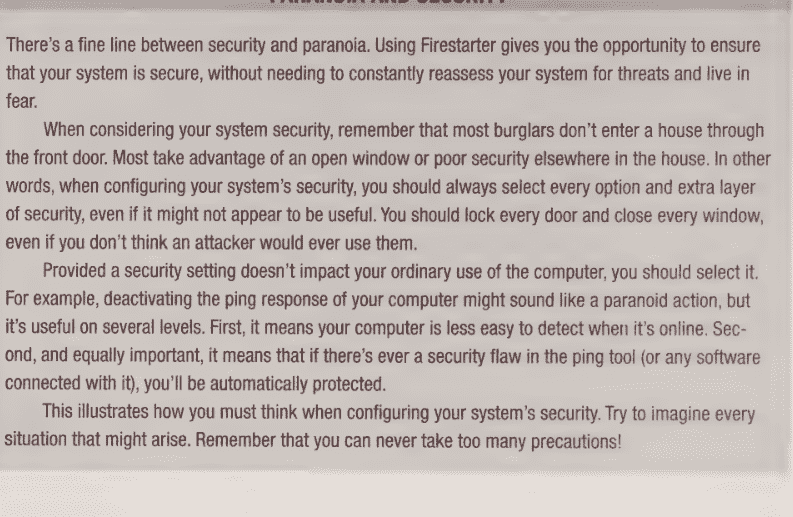 PARANOIA AND SECURITY
There's a fine line between security and paranoia. Using Firestarter gives you the opportunity to ensure
that your system is secure, without needing to constantly reassess your system for threats and live in
fear.
When considering your system security, remember that most burglars don't enter a house through
the front door. Most take advantage of an open window or poor security elsewhere in the house. In other
words, when configuring your system's security, you should always select every option and extra layer
of security, even if it might not appear to be useful. You should lock every door and close every window,
even if you don't think an attacker would ever use them.
Provided a security setting doesn't impact your ordinary use of the computer, you should select it.
For example, deactivating the ping response of your computer might sound like a paranoid action, but
it's useful on several levels. First, it means your computer is less easy to detect when it's online. Sec-
ond, and equally important, it means that if there's ever a security flaw in the ping tool (or any software
connected with it), you'll be automatically protected.
This illustrates how you must think when configuring your system's security. Try to imagine every
situation that might arise. Remember that you can never take too many precautions!